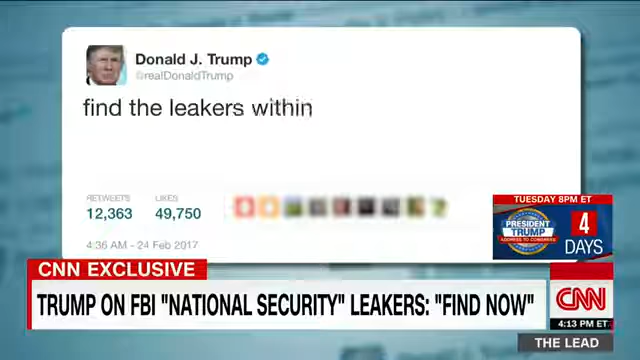 Donald J. Trump
@realDonaldTrump
find the leakers within
RETWEETS
LIKES
12,363
49,750
4:36 AM - 24 Feb 2017
TUESDAY 8PM ET
PRESIDENT
TRUMP
ADDRESS TO CONGRESS
4
DAYS
CNN EXCLUSIVE
TRUMP ON FBI "NATIONAL SECURITY" LEAKERS: "FIND NOW"
CNN
4:13 PM ET
THE LEAD